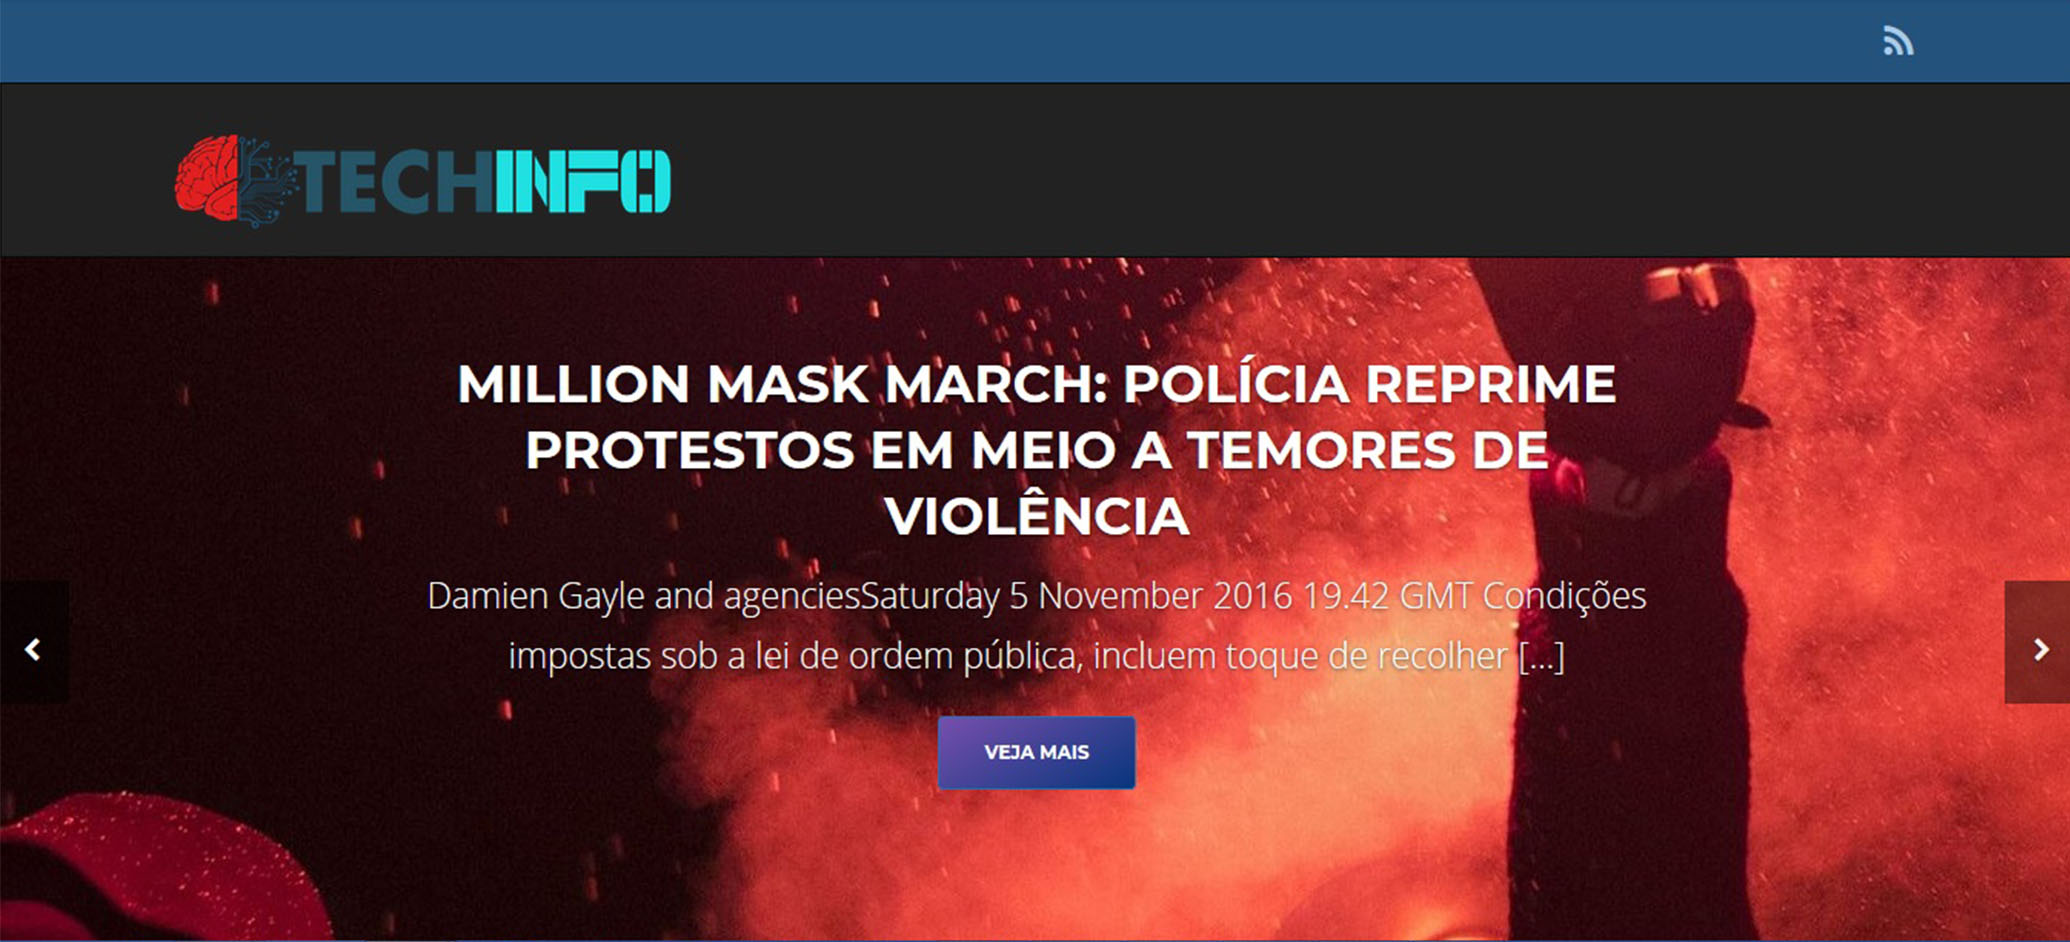 TECHINFO
MILLION MASK MARCH: POLÍCIA REPRIME
PROTESTOS EM MEIO A TEMORES DE
VIOLÊNCIA
Damien Gayle and agenciesSaturday 5 November 2016 19.42 GMT Condições
impostas sob a lei de ordem pública, incluem toque de recolher [...]
VEJA MAIS